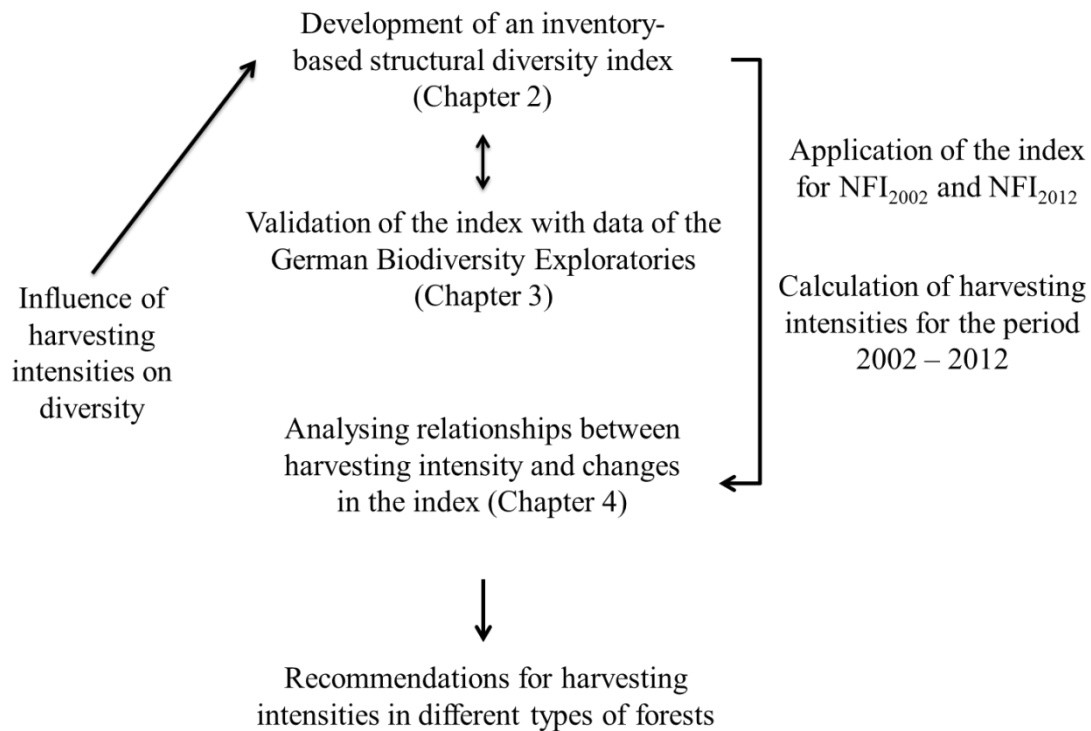 Development of an inventory-
based structural diversity index
(Chapter 2)
Application of the index
for NFI₂₀₀₂ and NFI₂₀₁₂
Validation of the index with data of the
German Biodiversity Exploratories
(Chapter 3)
Calculation of harvesting
intensities for the period
2002 – 2012
Influence of
harvesting
intensities on
diversity
Analysing relationships between
harvesting intensity and changes
in the index (Chapter 4)
Recommendations for harvesting
intensities in different types of forests